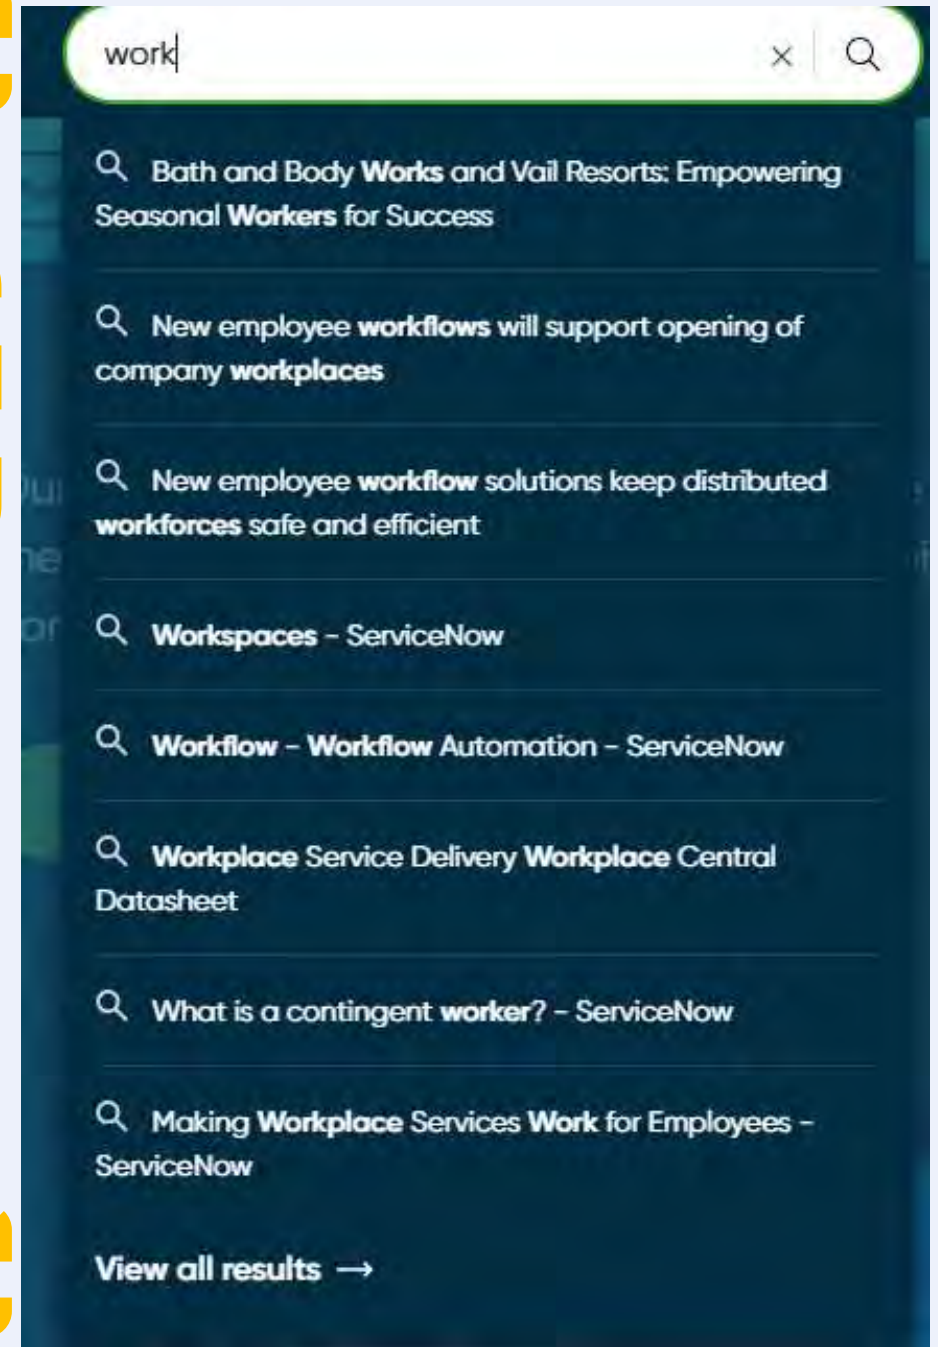 work
Bath and Body Works and Vail Resorts: Empowering
Seasonal Workers for Success
New employee workflows will support opening of
company workplaces
New employee workflow solutions keep distributed
workforces safe and efficient
Workspaces - ServiceNow
Workflow - Workflow Automation - ServiceNow
Workplace Service Delivery Workplace Central
Datasheet
What is a contingent worker? - ServiceNow
Making Workplace Services Work for Employees -
ServiceNow
View all results →